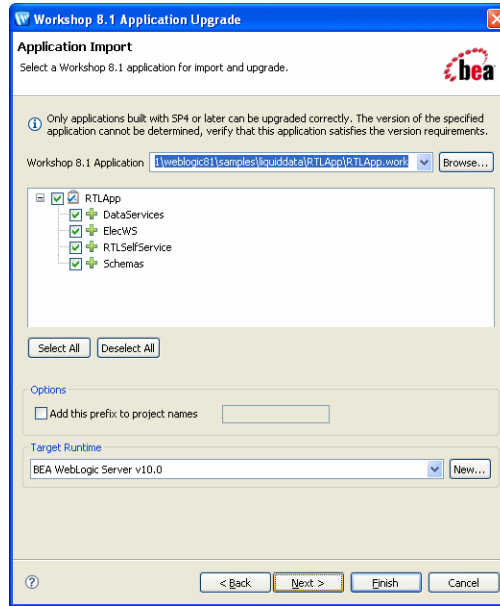 Workshop 8.1 Application Upgrade
Application Import
Select a Workshop 8.1 application for import and upgrade.
bea
Only applications built with SP4 or later can be upgraded correctly. The version of the specified
application cannot be determined, verify that this application satisfies the version requirements.
Workshop 8.1 Application 1\weblogic81\samples\liquiddata\RTLApp\RTLApp.work Browse...
RTLApp
DataServices
ElecWS
RTLSelfService
Schemas
Select All Deselect All
Options
Add this prefix to project names
Target Runtime
BEA WebLogic Server v10.0 New...
< Back Next > Finish Cancel